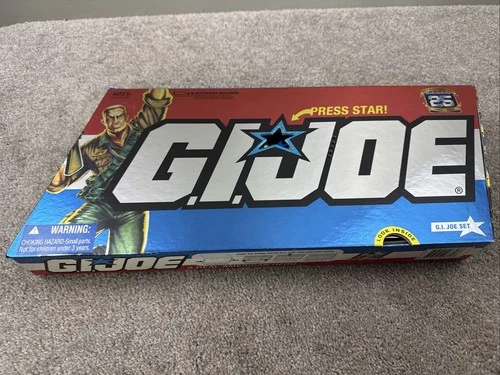 PRESS STAR!
25
G.I.JOE
®
WARNING:
CHOKING HAZARD-Small parts.
Not for children under 3 years.
LOOK INSIDE
G.I. JOE SET
G.I.JOE